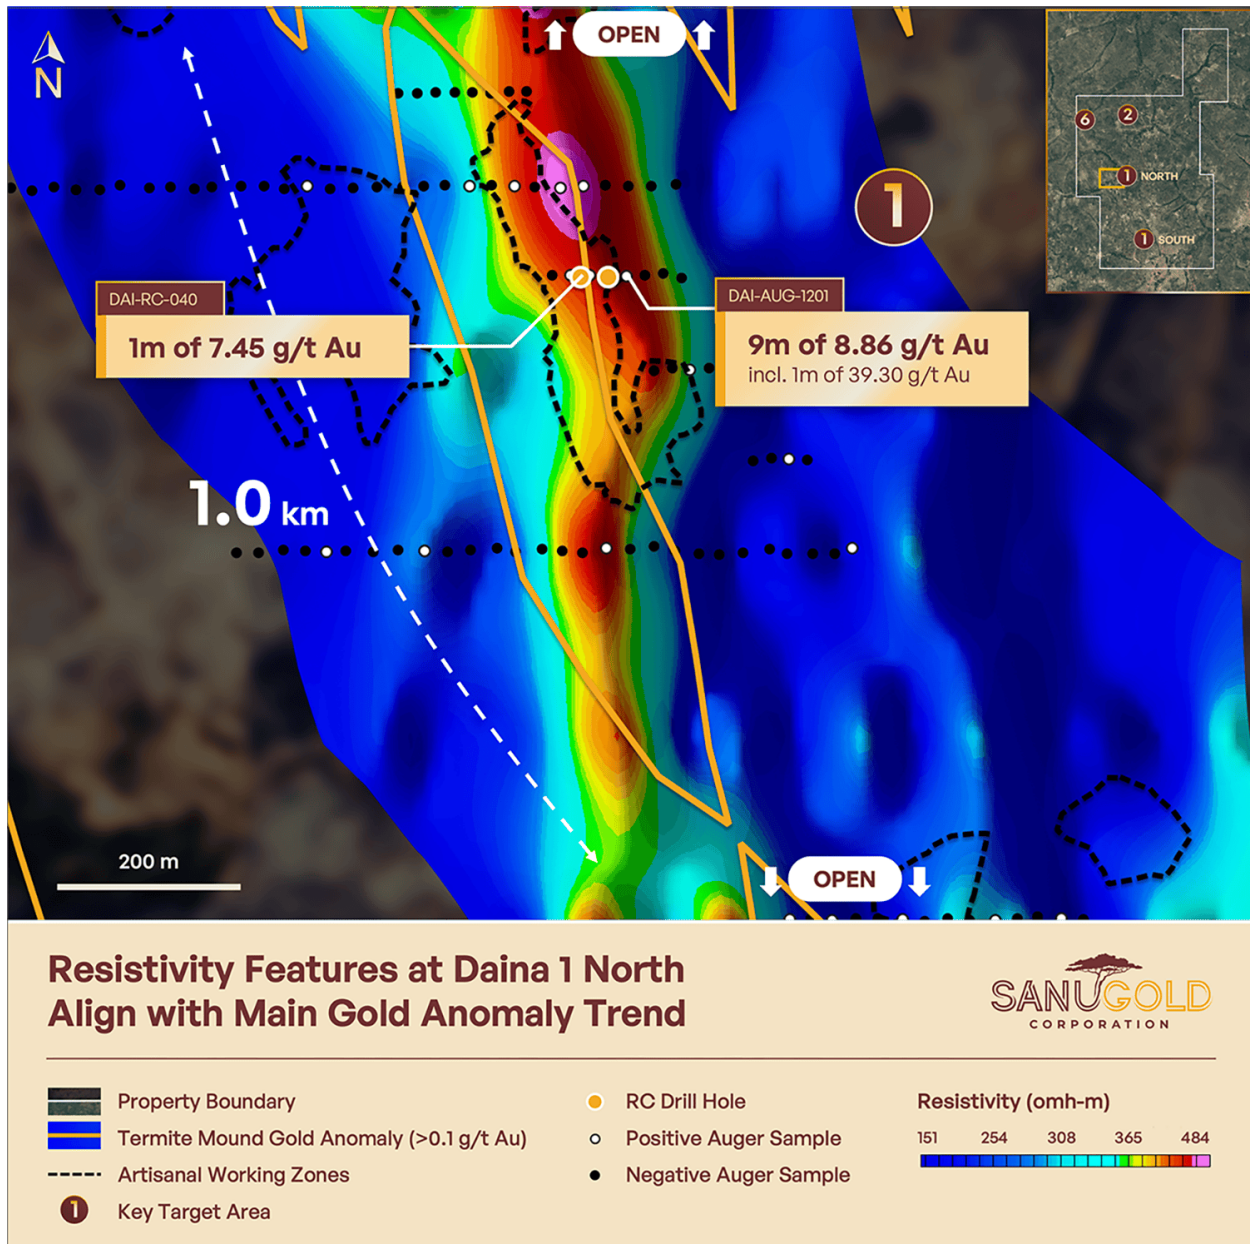 OPEN
N
6
2
1 NORTH
1 SOUTH
1
DAI-RC-040
1m of 7.45 g/t Au
DAI-AUG-1201
9m of 8.86 g/t Au
incl. 1m of 39.30 g/t Au
1.0 km
200 m
OPEN
Resistivity Features at Daina 1 North
Align with Main Gold Anomaly Trend
SANUGOLD
CORPORATION
Property Boundary
Termite Mound Gold Anomaly (>0.1 g/t Au)
Artisanal Working Zones
1 Key Target Area
RC Drill Hole
Positive Auger Sample
Negative Auger Sample
Resistivity (omh-m)
151 254 308 365 484